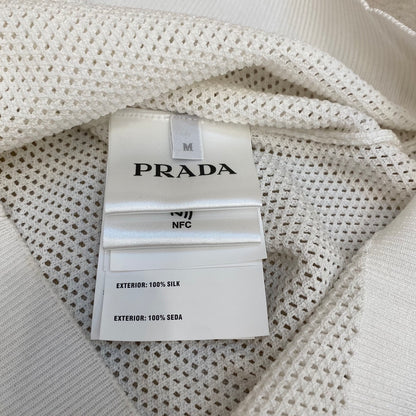 M
PRADA
NFC
EXTERIOR: 100% SILK
EXTERIOR: 100% SEDA